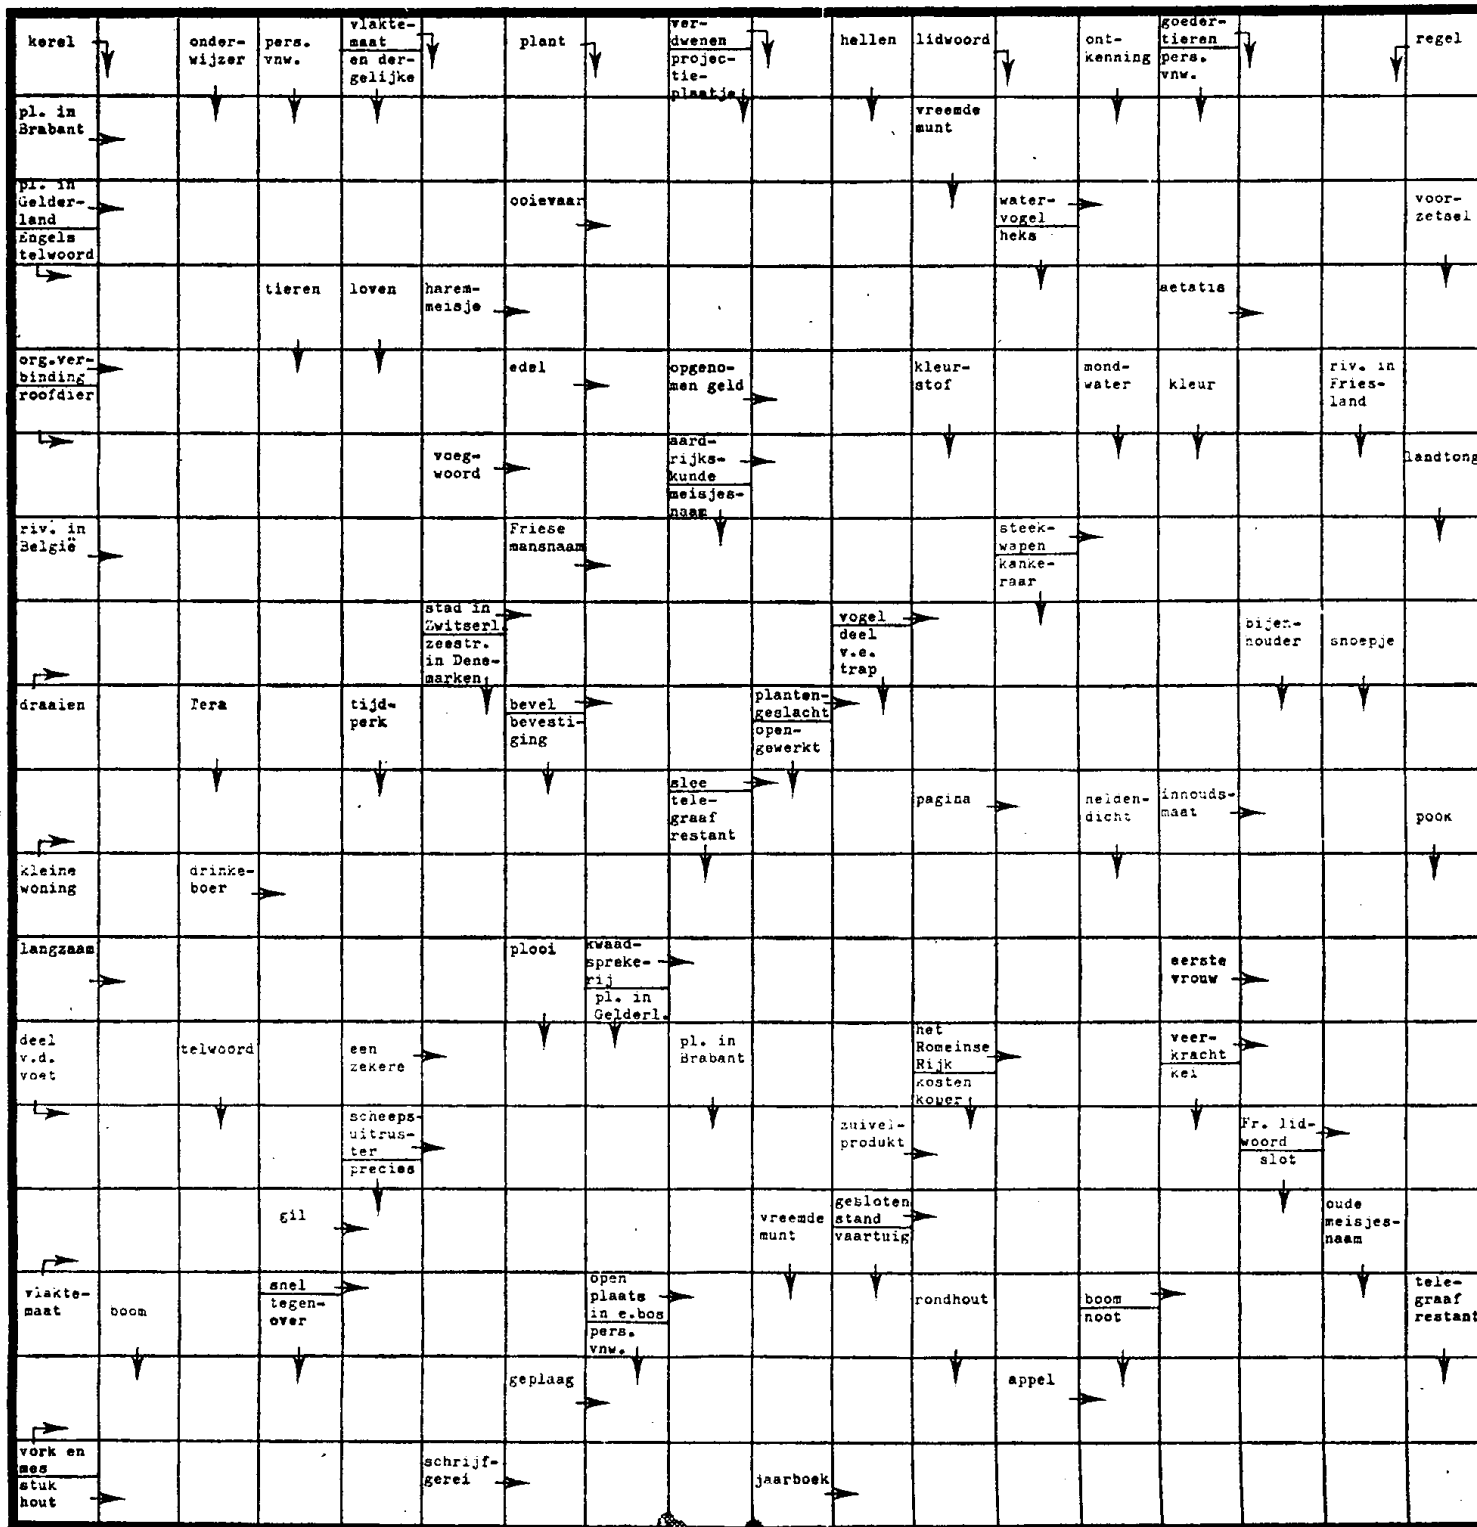 kerel
onder-
wijzer
pers.
vnw.
vlakte-
maat
en der-
gelijke
plant
ver-
dwenen
projec-
tie-
plaatje
hellen
lidwoord
ont-
kenning
goeder-
tieren
pers.
vnw.
regel
pl. in
Brabant
vreemde
munt
pl. in
Gelder-
land
Engels
telwoord
ooievaar
water-
vogel
heks
voor-
zetsel
tieren
loven
harem-
meisje
aetatis
org.ver-
binding
roofdier
edel
opgeno-
men geld
kleur-
stof
mond-
water
kleur
riv. in
Fries-
land
voeg-
woord
aard-
rijks-
kunde
meisjes-
naam
landtong
riv. in
België
Friese
mansnaam
steek-
wapen
kanke-
raar
stad in
Zwitserl.
zeestr.
in Dene-
marken
vogel
deel
v.e.
trap
bijen-
houder
snoepje
draaien
Pera
tijd-
perk
bevel
bevesti-
ging
planten-
geslacht
open-
gewerkt
slee
tele-
graaf
restant
pagina
helden-
dicht
inhouds-
maat
pook
kleine
woning
drinke-
boer
langzaam
plooi
kwaad-
spreke-
rij
pl. in
Gelderl.
eerste
vrouw
deel
v.d.
voet
telwoord
een
zekere
pl. in
Brabant
het
Romeinse
Rijk
kosten
koper
veer-
kracht
kei
scheeps-
uitrus-
ter
precies
zuivel-
produkt
Fr. lid-
woord
slot
gil
vreemde
munt
gesloten
stand
vaartuig
oude
meisjes-
naam
vlakte-
maat
boom
snel
tegen-
over
open
plaats
in e.bos
pers.
vnw.
rondhout
boom
noot
tele-
graaf
restant
geplaag
appel
vork en
mes
stuk
hout
schrijf-
gerei
jaarboek